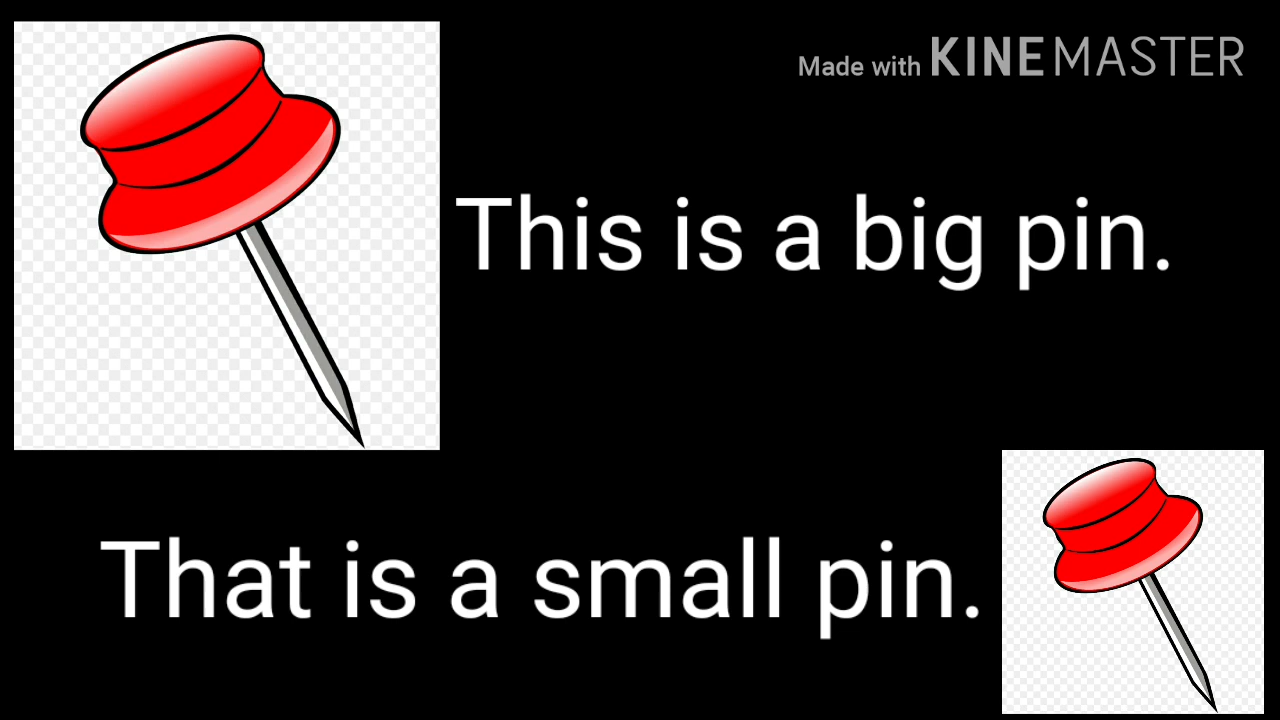 Made with KINEMASTER
This is a big pin.
That is a small pin.